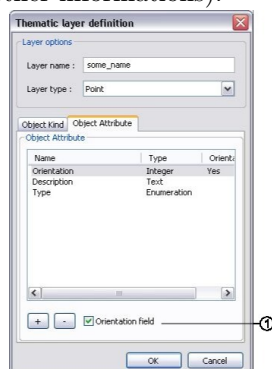 Thematic layer definition
Layer options
Layer name : some_name
Layer type : Point
Object Kind Object Attribute
Object Attribute
Name Type Orienta
Orientation Integer Yes
Description Text
Type Enumeration
+ - Orientation field
1
OK Cancel